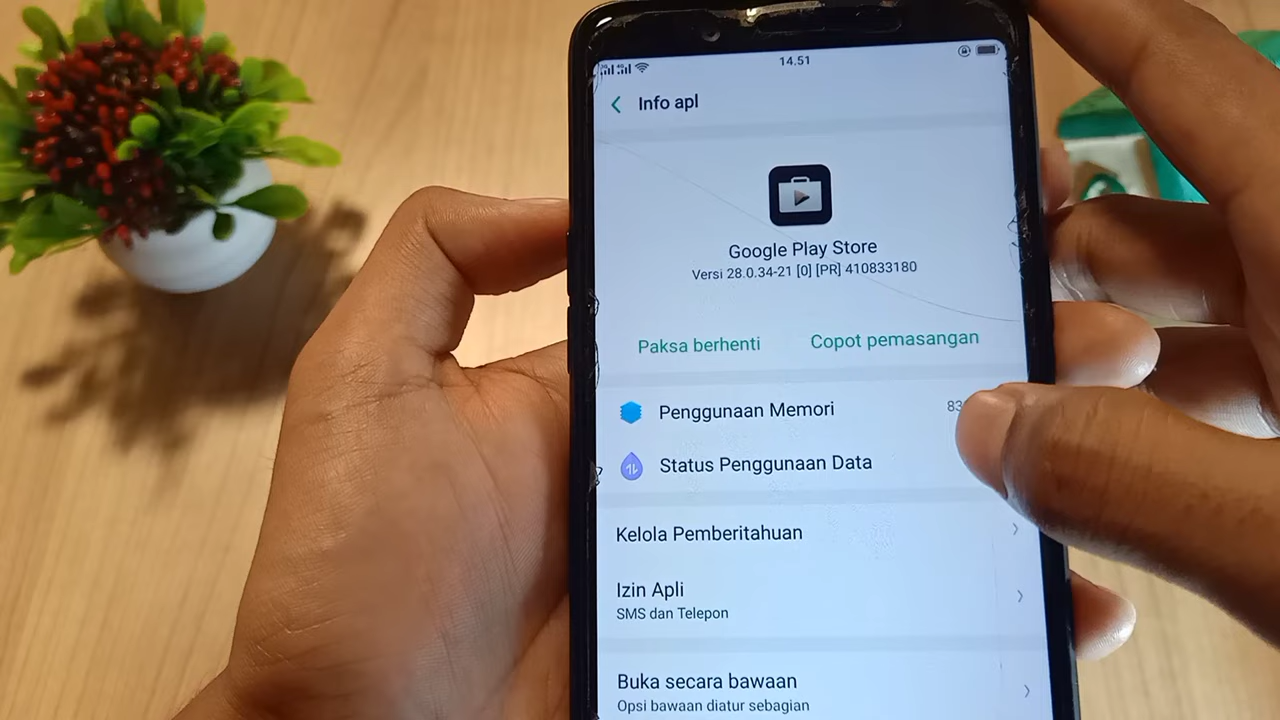 14.51
Info apl
Google Play Store
Versi 28.0.34-21 [0] [PR] 410833180
Paksa berhenti
Copot pemasangan
Penggunaan Memori
83
Status Penggunaan Data
Kelola Pemberitahuan
Izin Apli
SMS dan Telepon
Buka secara bawaan
Opsi bawaan diatur sebagian